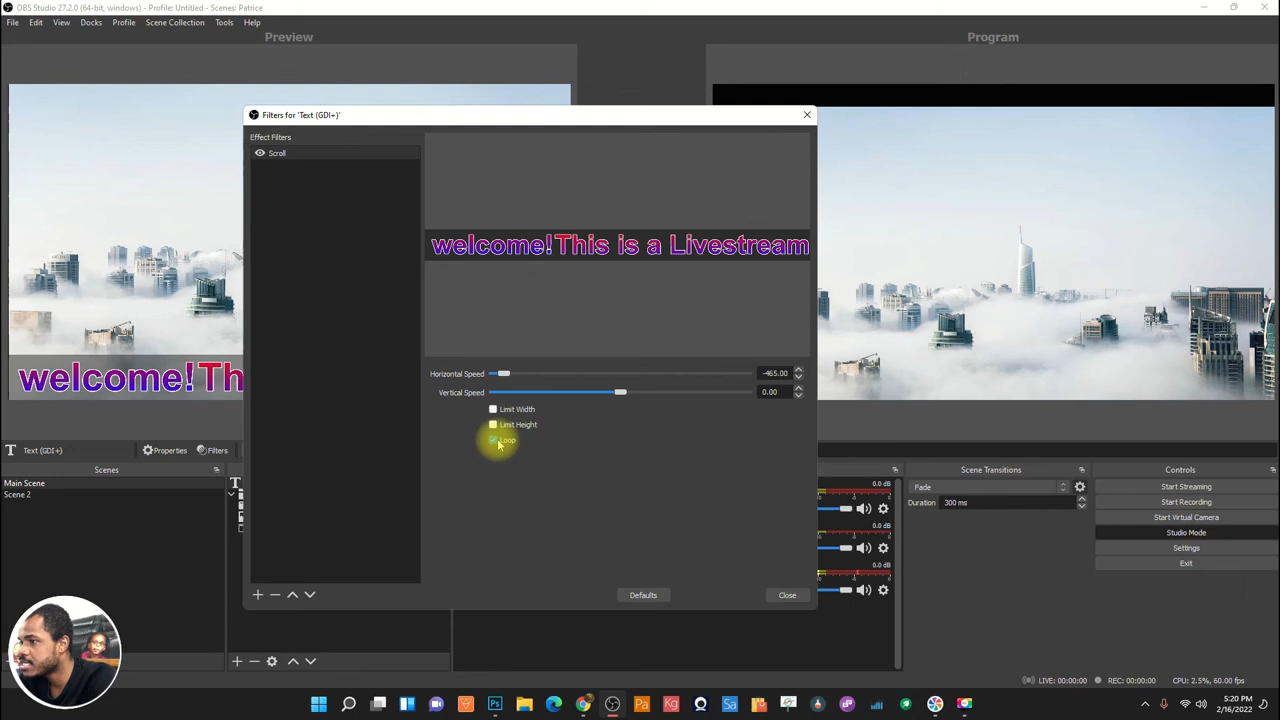 OBS Studio 27.2.0 (64-bit, windows) - Profile: Untitled - Scenes: Patrice
File Edit View Docks Profile Scene Collection Tools Help
Preview
Program
Filters for 'Text (GDI+)'
Effect Filters
Scroll
welcome!This is a Livestream
welcome!Th
Horizontal Speed -465.00
Vertical Speed 0.00
Limit Width
Limit Height
Loop
Text (GDI+) Properties Filters
Scenes
Main Scene
Scene 2
Defaults
Close
0.0 dB
0.0 dB
0.0 dB
Scene Transitions
Fade
Duration 300 ms
Controls
Start Streaming
Start Recording
Start Virtual Camera
Studio Mode
Settings
Exit
LIVE: 00:00:00 REC: 00:00:00 CPU: 2.5%, 60.00 fps
Ps Pa Kg Sa
5:20 PM
2/16/2022